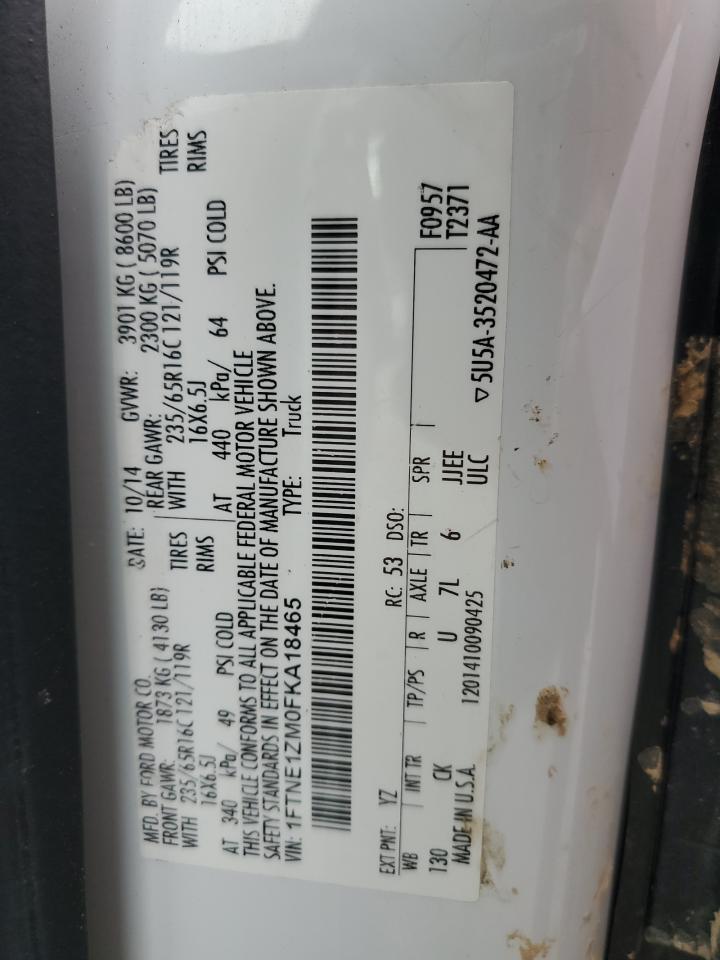 MFD. BY FORD MOTOR CO. DATE: 10/14 GVWR: 3901 KG ( 8600 LB)
FRONT GAWR: 1873 KG ( 4130 LB) REAR GAWR: 2300 KG ( 5070 LB)
WITH 235/65R16C 121/119R TIRES WITH 235/65R16C 121/119R TIRES
16X6.5J RIMS 16X6.5J RIMS
AT 340 kPa/ 49 PSI COLD AT 440 kPa/ 64 PSI COLD
THIS VEHICLE CONFORMS TO ALL APPLICABLE FEDERAL MOTOR VEHICLE
SAFETY STANDARDS IN EFFECT ON THE DATE OF MANUFACTURE SHOWN ABOVE.
VIN: 1FTNE1ZM0FKA18465 TYPE: Truck
EXT PNT: YZ RC: 53 DSO:
WB INT TR TP/PS R AXLE TR SPR F0957
130 CK U 7L 6 JJEE T2371
MADE IN U.S.A. 1201410090425 ULC ▽ 5U5A-3520472-AA